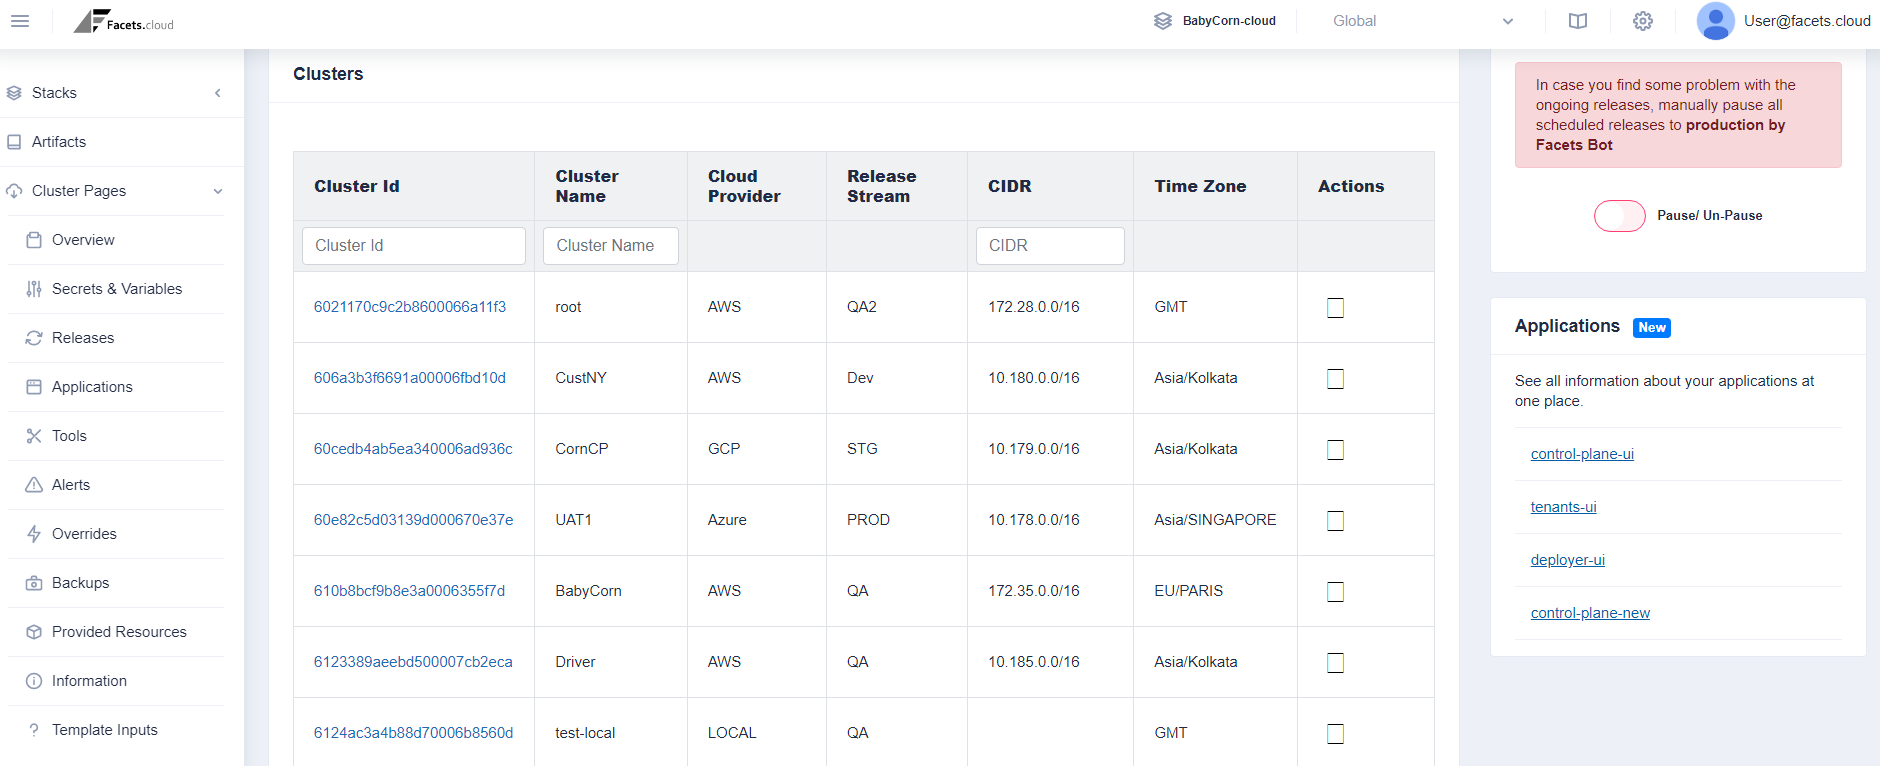 Facets.cloud
BabyCorn-cloud
Global
User@facets.cloud
Stacks
Artifacts
Cluster Pages
Overview
Secrets & Variables
Releases
Applications
Tools
Alerts
Overrides
Backups
Provided Resources
Information
Template Inputs
Clusters
Cluster Id Cluster Name Cloud Provider Release Stream CIDR Time Zone Actions
Cluster Id Cluster Name CIDR
6021170c9c2b8600066a11f3 root AWS QA2 172.28.0.0/16 GMT
606a3b3f6691a00006fbd10d CustNY AWS Dev 10.180.0.0/16 Asia/Kolkata
60cedb4ab5ea340006ad936c CornCP GCP STG 10.179.0.0/16 Asia/Kolkata
60e82c5d03139d000670e37e UAT1 Azure PROD 10.178.0.0/16 Asia/SINGAPORE
610b8bcf9b8e3a0006355f7d BabyCorn AWS QA 172.35.0.0/16 EU/PARIS
6123389aeebd500007cb2eca Driver AWS QA 10.185.0.0/16 Asia/Kolkata
6124ac3a4b88d70006b8560d test-local LOCAL QA GMT
In case you find some problem with the
ongoing releases, manually pause all
scheduled releases to production by
Facets Bot
Pause/ Un-Pause
Applications New
See all information about your applications at
one place.
control-plane-ui
tenants-ui
deployer-ui
control-plane-new